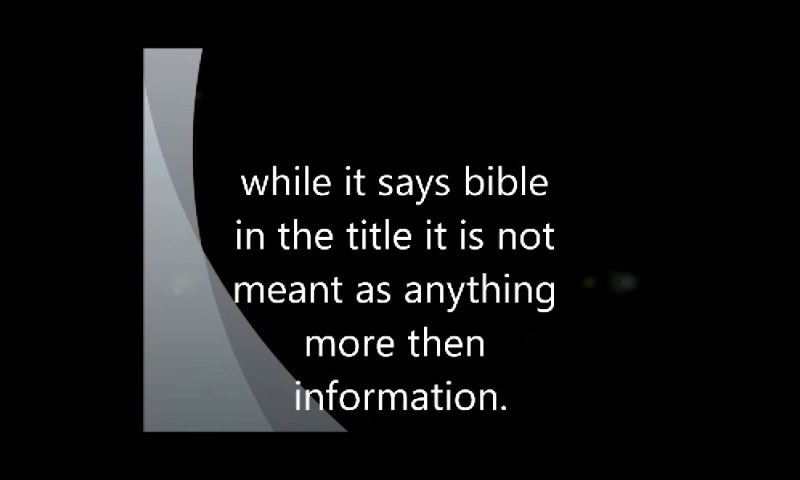 while it says bible
in the title it is not
meant as anything
more then
information.